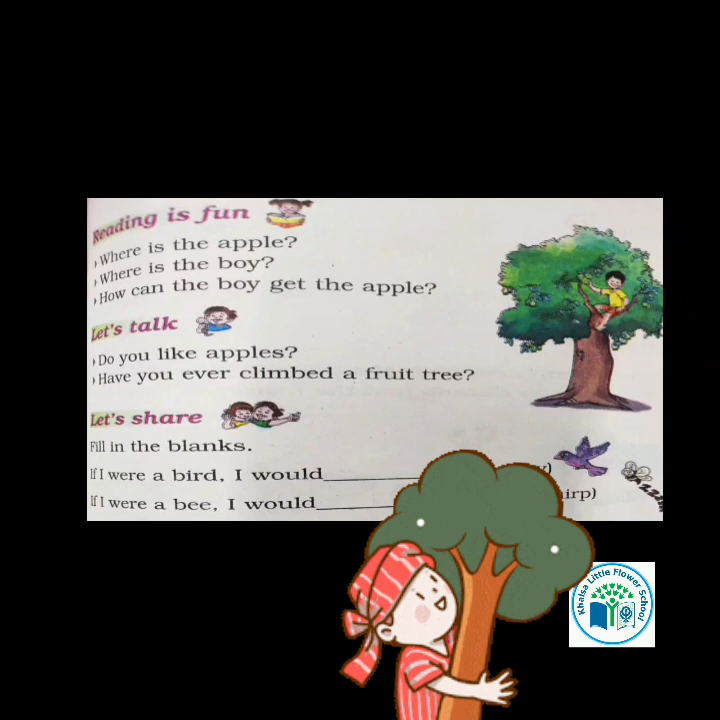 Reading is fun
Where is the apple?
Where is the boy?
How can the boy get the apple?
Let's talk
Do you like apples?
Have you ever climbed a fruit tree?
Let's share
Fill in the blanks.
If I were a bird, I would
If I were a bee, I would
Khalsa Little Flower School